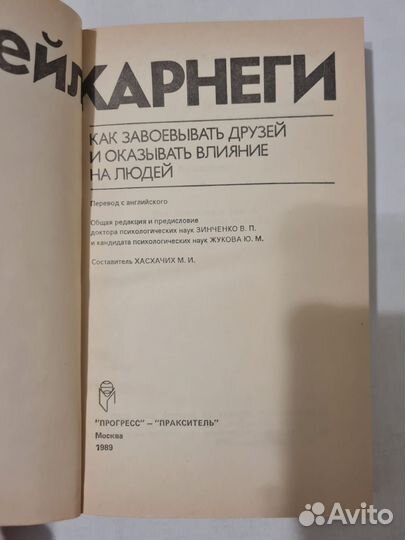 ейл КАРНЕГИ
КАК ЗАВОЕВЫВАТЬ ДРУЗЕЙ
И ОКАЗЫВАТЬ ВЛИЯНИЕ
НА ЛЮДЕЙ
Перевод с английского
Общая редакция и предисловие
доктора психологических наук ЗИНЧЕНКО В. П.
и кандидата психологических наук ЖУКОВА Ю. М.
Составитель ХАСХАЧИХ М. И.
"ПРОГРЕСС" – "ПРАКСИТЕЛЬ"
Москва
1989
Avito